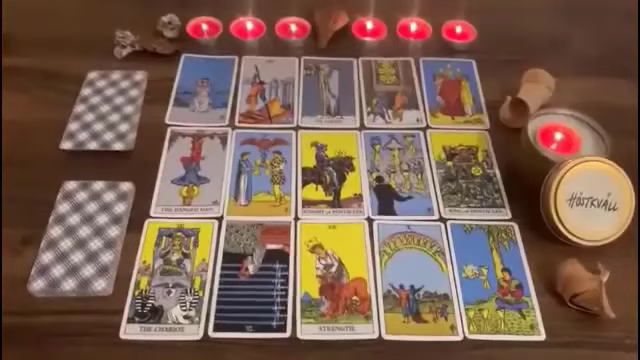 THE HANGED MAN
KNIGHT of PENTACLES
KING of PENTACLES
X
THE CHARIOT
STRENGTH
HÖSTKVÄLL